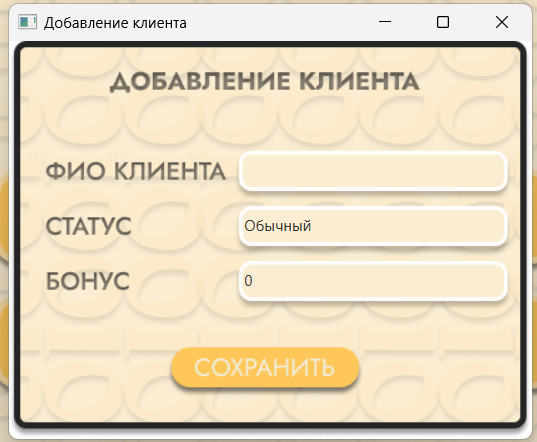 Добавление клиента
ДОБАВЛЕНИЕ КЛИЕНТА
ФИО КЛИЕНТА
СТАТУС
Обычный
БОНУС
0
СОХРАНИТЬ